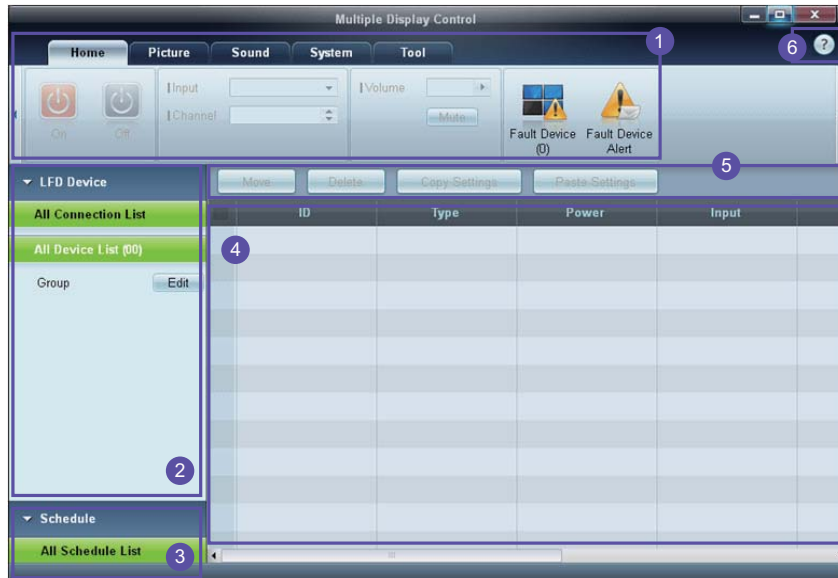 Multiple Display Control
1
6
?
Home Picture Sound System Tool
Input
Volume
Channel
Mute
On Off
Fault Device (0)
Fault Device Alert
5
LFD Device
Move Delete Copy Settings Paste Settings
All Connection List
ID Type Power Input
All Device List (00)
4
Group Edit
2
Schedule
All Schedule List
3